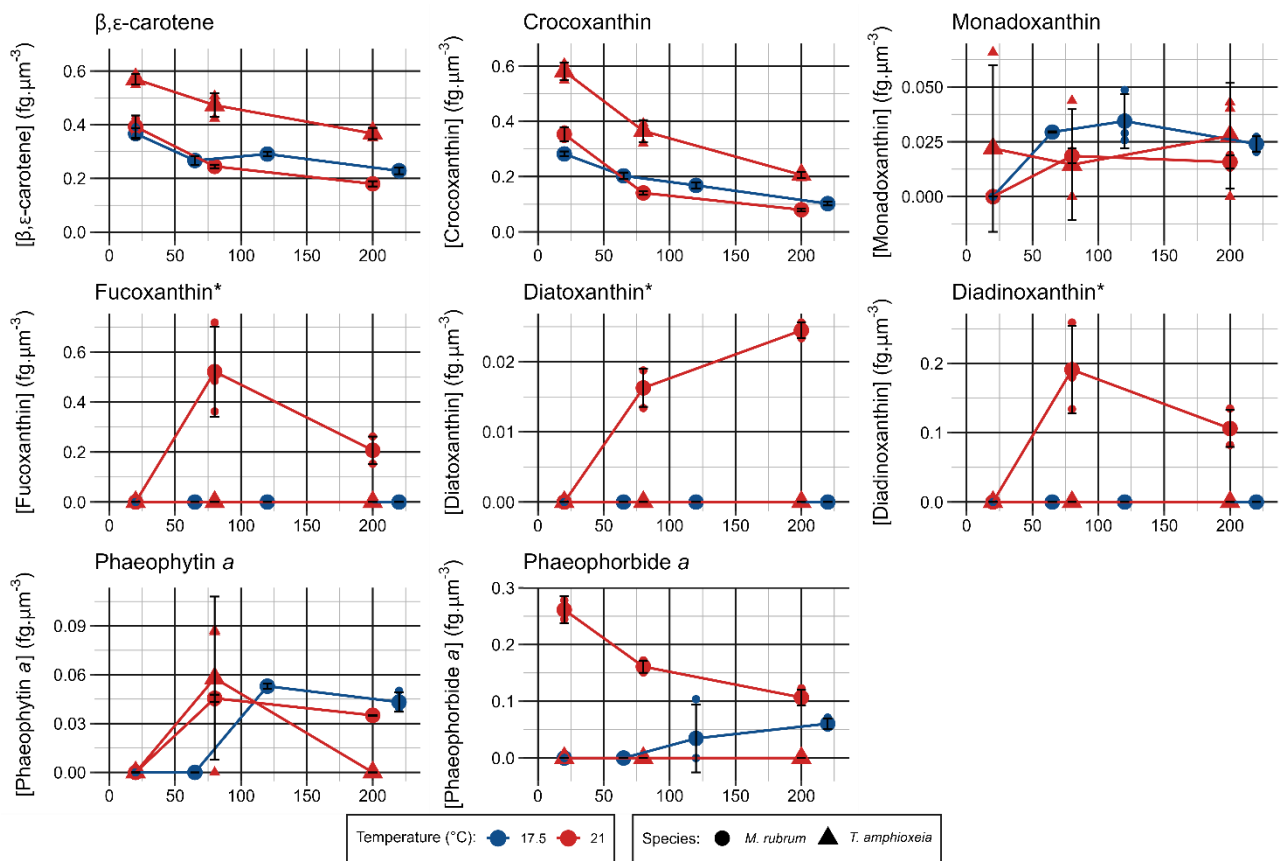 β,ε-carotene
[β,ε-carotene] (fg.μm⁻³)
0.6
0.4
0.2
0.0
0 50 100 150 200
Crocoxanthin
[Crocoxanthin] (fg.μm⁻³)
0.6
0.4
0.2
0.0
0 50 100 150 200
Monadoxanthin
[Monadoxanthin] (fg.μm⁻³)
0.050
0.025
0.000
0 50 100 150 200
Fucoxanthin*
[Fucoxanthin] (fg.μm⁻³)
0.6
0.4
0.2
0.0
0 50 100 150 200
Diatoxanthin*
[Diatoxanthin] (fg.μm⁻³)
0.02
0.01
0.00
0 50 100 150 200
Diadinoxanthin*
[Diadinoxanthin] (fg.μm⁻³)
0.2
0.1
0.0
0 50 100 150 200
Phaeophytin a
[Phaeophytin a] (fg.μm⁻³)
0.09
0.06
0.03
0.00
0 50 100 150 200
Phaeophorbide a
[Phaeophorbide a] (fg.μm⁻³)
0.3
0.2
0.1
0.0
0 50 100 150 200
Temperature (°C): 17.5 21
Species: M. rubrum T. amphioxeia